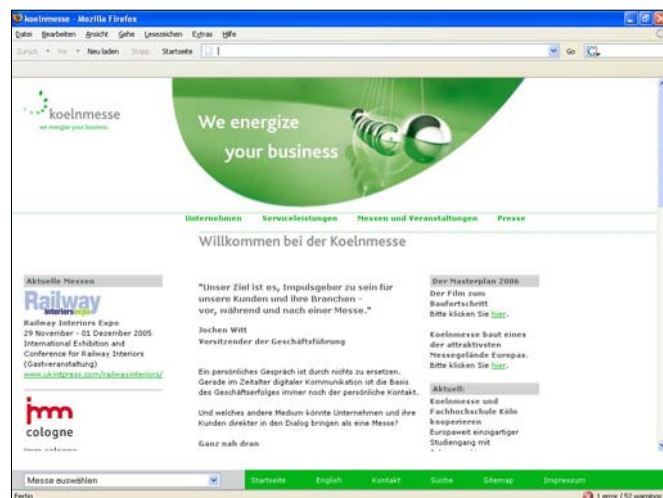 koelnmesse - Mozilla Firefox
Datei Bearbeiten Ansicht Gehe Lesezeichen Extras Hilfe
Zurück Vor Neu laden Stopp Startseite Go
koelnmesse
we energize your business
We energize
your business
Unternehmen Serviceleistungen Messen und Veranstaltungen Presse
Willkommen bei der Koelnmesse
Aktuelle Messen
Railway
interiors expo
Railway Interiors Expo
29 November - 01 Dezember 2005
International Exhibition and
Conference for Railway Interiors
(Gastveranstaltung)
www.ukintpress.com/railwayinteriors/
imm
cologne
imm cologne
"Unser Ziel ist es, Impulsgeber zu sein für
unsere Kunden und ihre Branchen –
vor, während und nach einer Messe."
Jochen Witt
Vorsitzender der Geschäftsführung
Ein persönliches Gespräch ist durch nichts zu ersetzen.
Gerade im Zeitalter digitaler Kommunikation ist die Basis
des Geschäftserfolges immer noch der persönliche Kontakt.
Und welches andere Medium könnte Unternehmen und ihre
Kunden direkter in den Dialog bringen als eine Messe?
Ganz nah dran
Der Masterplan 2006
Der Film zum
Baufortschritt
Bitte klicken Sie hier.
Koelnmesse baut eines
der attraktivsten
Messegelände Europas.
Bitte klicken Sie hier.
Aktuell:
Koelnmesse und
Fachhochschule Köln
kooperieren
Europaweit einzigartiger
Studiengang mit
Messe auswählen Startseite English Kontakt Suche Sitemap Impressum
Fertig 1 error / 52 warnings